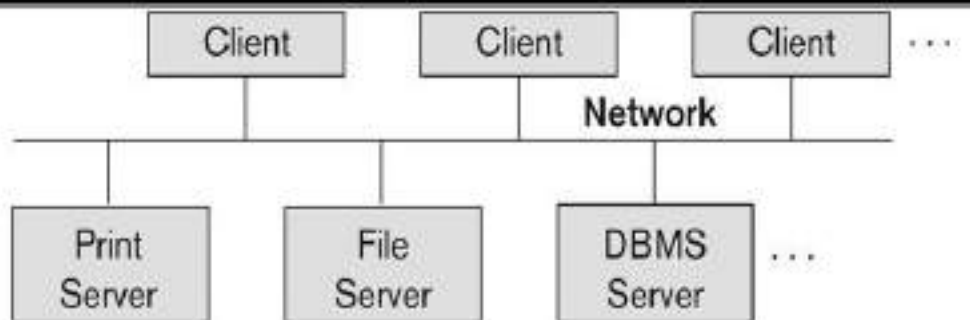 Client Client Client ...
Network
Print Server
File Server
DBMS Server ...